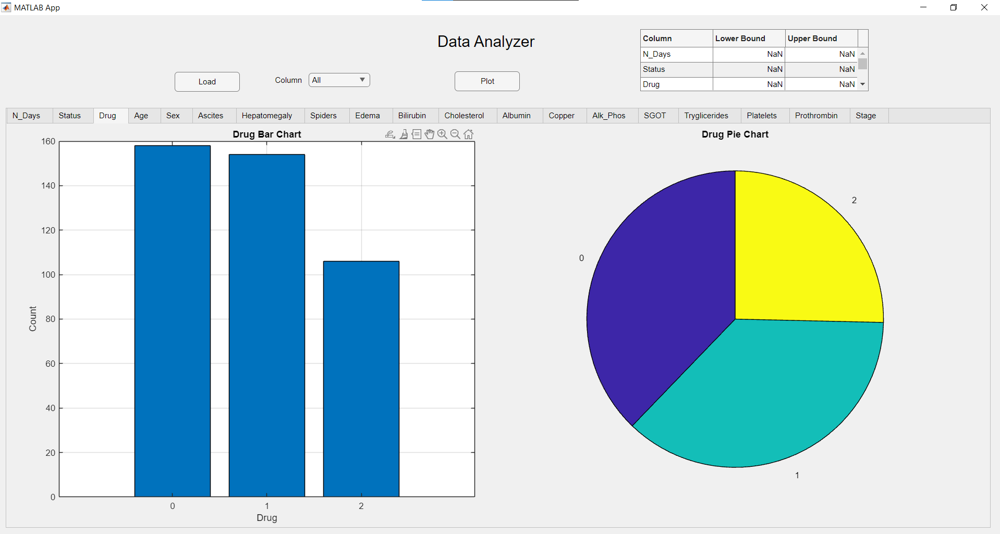 MATLAB App
Data Analyzer
Load
Column
All
Plot
Column Lower Bound Upper Bound
N_Days NaN NaN
Status NaN NaN
Drug NaN NaN
N_Days Status Drug Age Sex Ascites Hepatomegaly Spiders Edema Bilirubin Cholesterol Albumin Copper Alk_Phos SGOT Tryglicerides Platelets Prothrombin Stage
Drug Bar Chart
160
140
120
100
80
60
40
20
0
Count
0 1 2
Drug
Drug Pie Chart
2
0
1